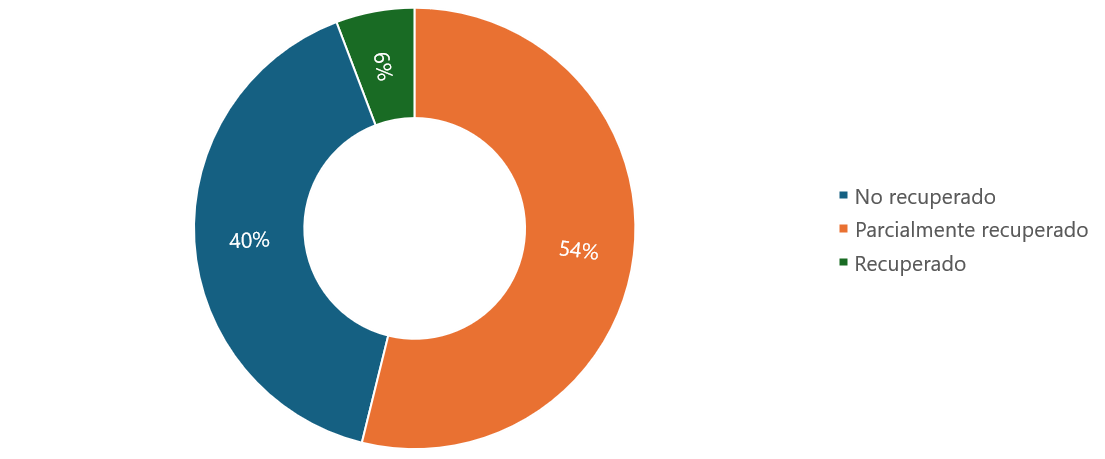 6%
40%
54%
No recuperado
Parcialmente recuperado
Recuperado